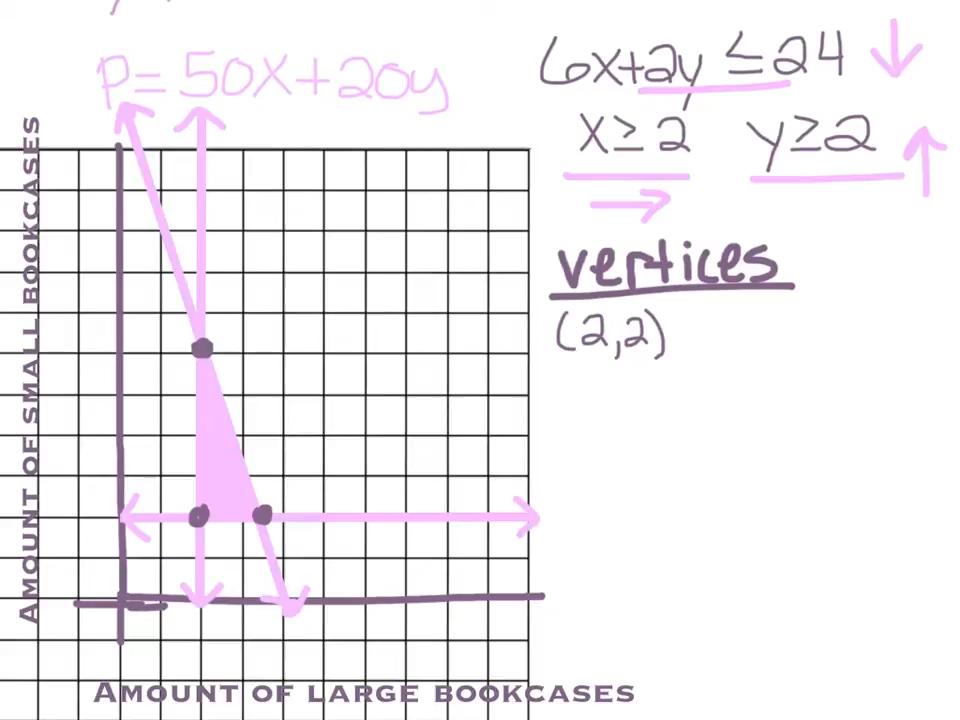 P=50x+20y
6x+2y ≤24
x≥2 y≥2
vertices
(2,2)
AMOUNT OF SMALL BOOKCASES
AMOUNT OF LARGE BOOKCASES